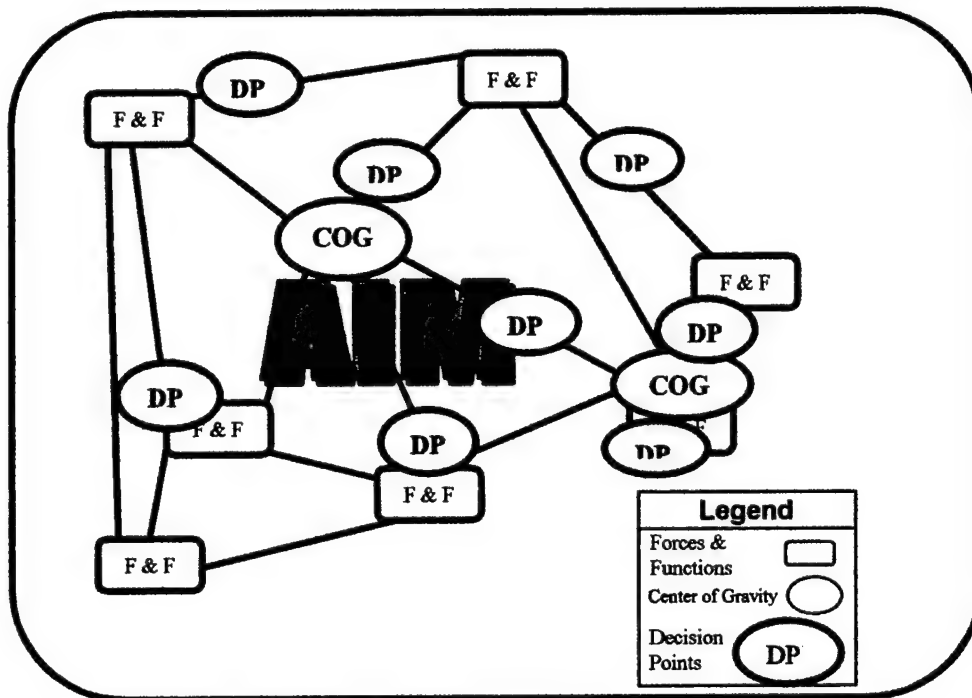 DP
F & F
F & F
DP
DP
COG
F & F
DP
DP
COG
DP
F & F
DP
DP
F & F
F & F
Legend
Forces &
Functions
Center of Gravity
Decision
Points
DP